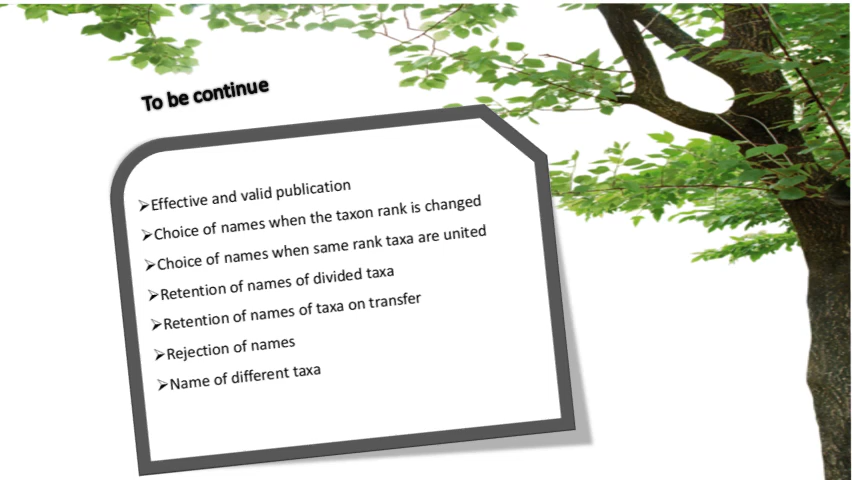 To be continue
➢Effective and valid publication
➢Choice of names when the taxon rank is changed
➢Choice of names when same rank taxa are united
➢Retention of names of divided taxa
➢Retention of names of taxa on transfer
➢Rejection of names
➢Name of different taxa